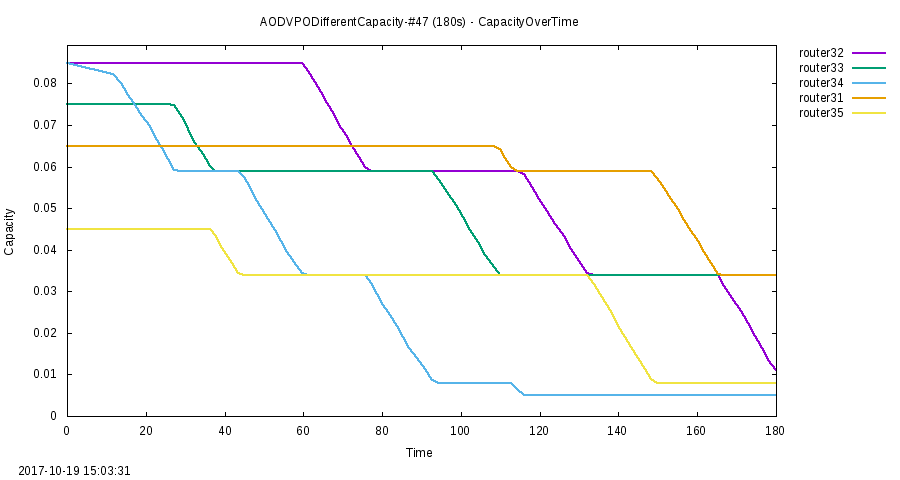 AODVPODifferentCapacity-#47 (180s) - CapacityOverTime
router32
router33
router34
router31
router35
0.08
0.07
0.06
0.05
0.04
0.03
0.02
0.01
0
Capacity
0 20 40 60 80 100 120 140 160 180
Time
2017-10-19 15:03:31